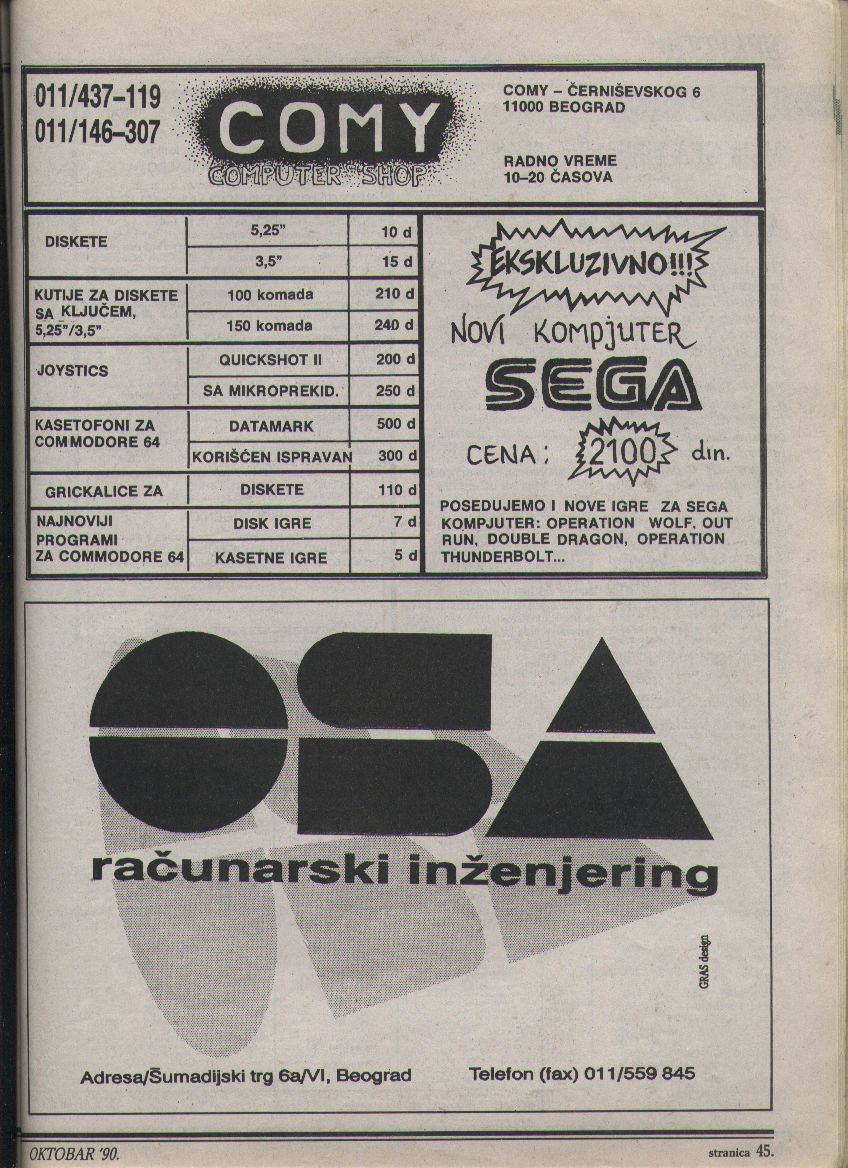 011/437–119
011/146–307
COMY
COMPUTER SHOP
COMY – ČERNIŠEVSKOG 6
11000 BEOGRAD
RADNO VREME
10–20 ČASOVA
DISKETE
5,25” 10 d
3,5” 15 d
KUTIJE ZA DISKETE
SA KLJUČEM,
5,25”/3,5”
100 komada 210 d
150 komada 240 d
JOYSTICS
QUICKSHOT II 200 d
SA MIKROPREKID. 250 d
KASETOFONI ZA
COMMODORE 64
DATAMARK 500 d
KORIŠĆEN ISPRAVAN 300 d
GRICKALICE ZA DISKETE 110 d
NAJNOVIJI
PROGRAMI
ZA COMMODORE 64
DISK IGRE 7 d
KASETNE IGRE 5 d
EKSKLUZIVNO!!!
NOVI KOMPJUTER
SEGA
CENA: 2100 din.
POSEDUJEMO I NOVE IGRE ZA SEGA
KOMPJUTER: OPERATION WOLF, OUT
RUN, DOUBLE DRAGON, OPERATION
THUNDERBOLT...
OSA
računarski inženjering
GRAS design
Adresa/Šumadijski trg 6a/VI, Beograd
Telefon (fax) 011/559 845
OKTOBAR '90.
stranica 45.